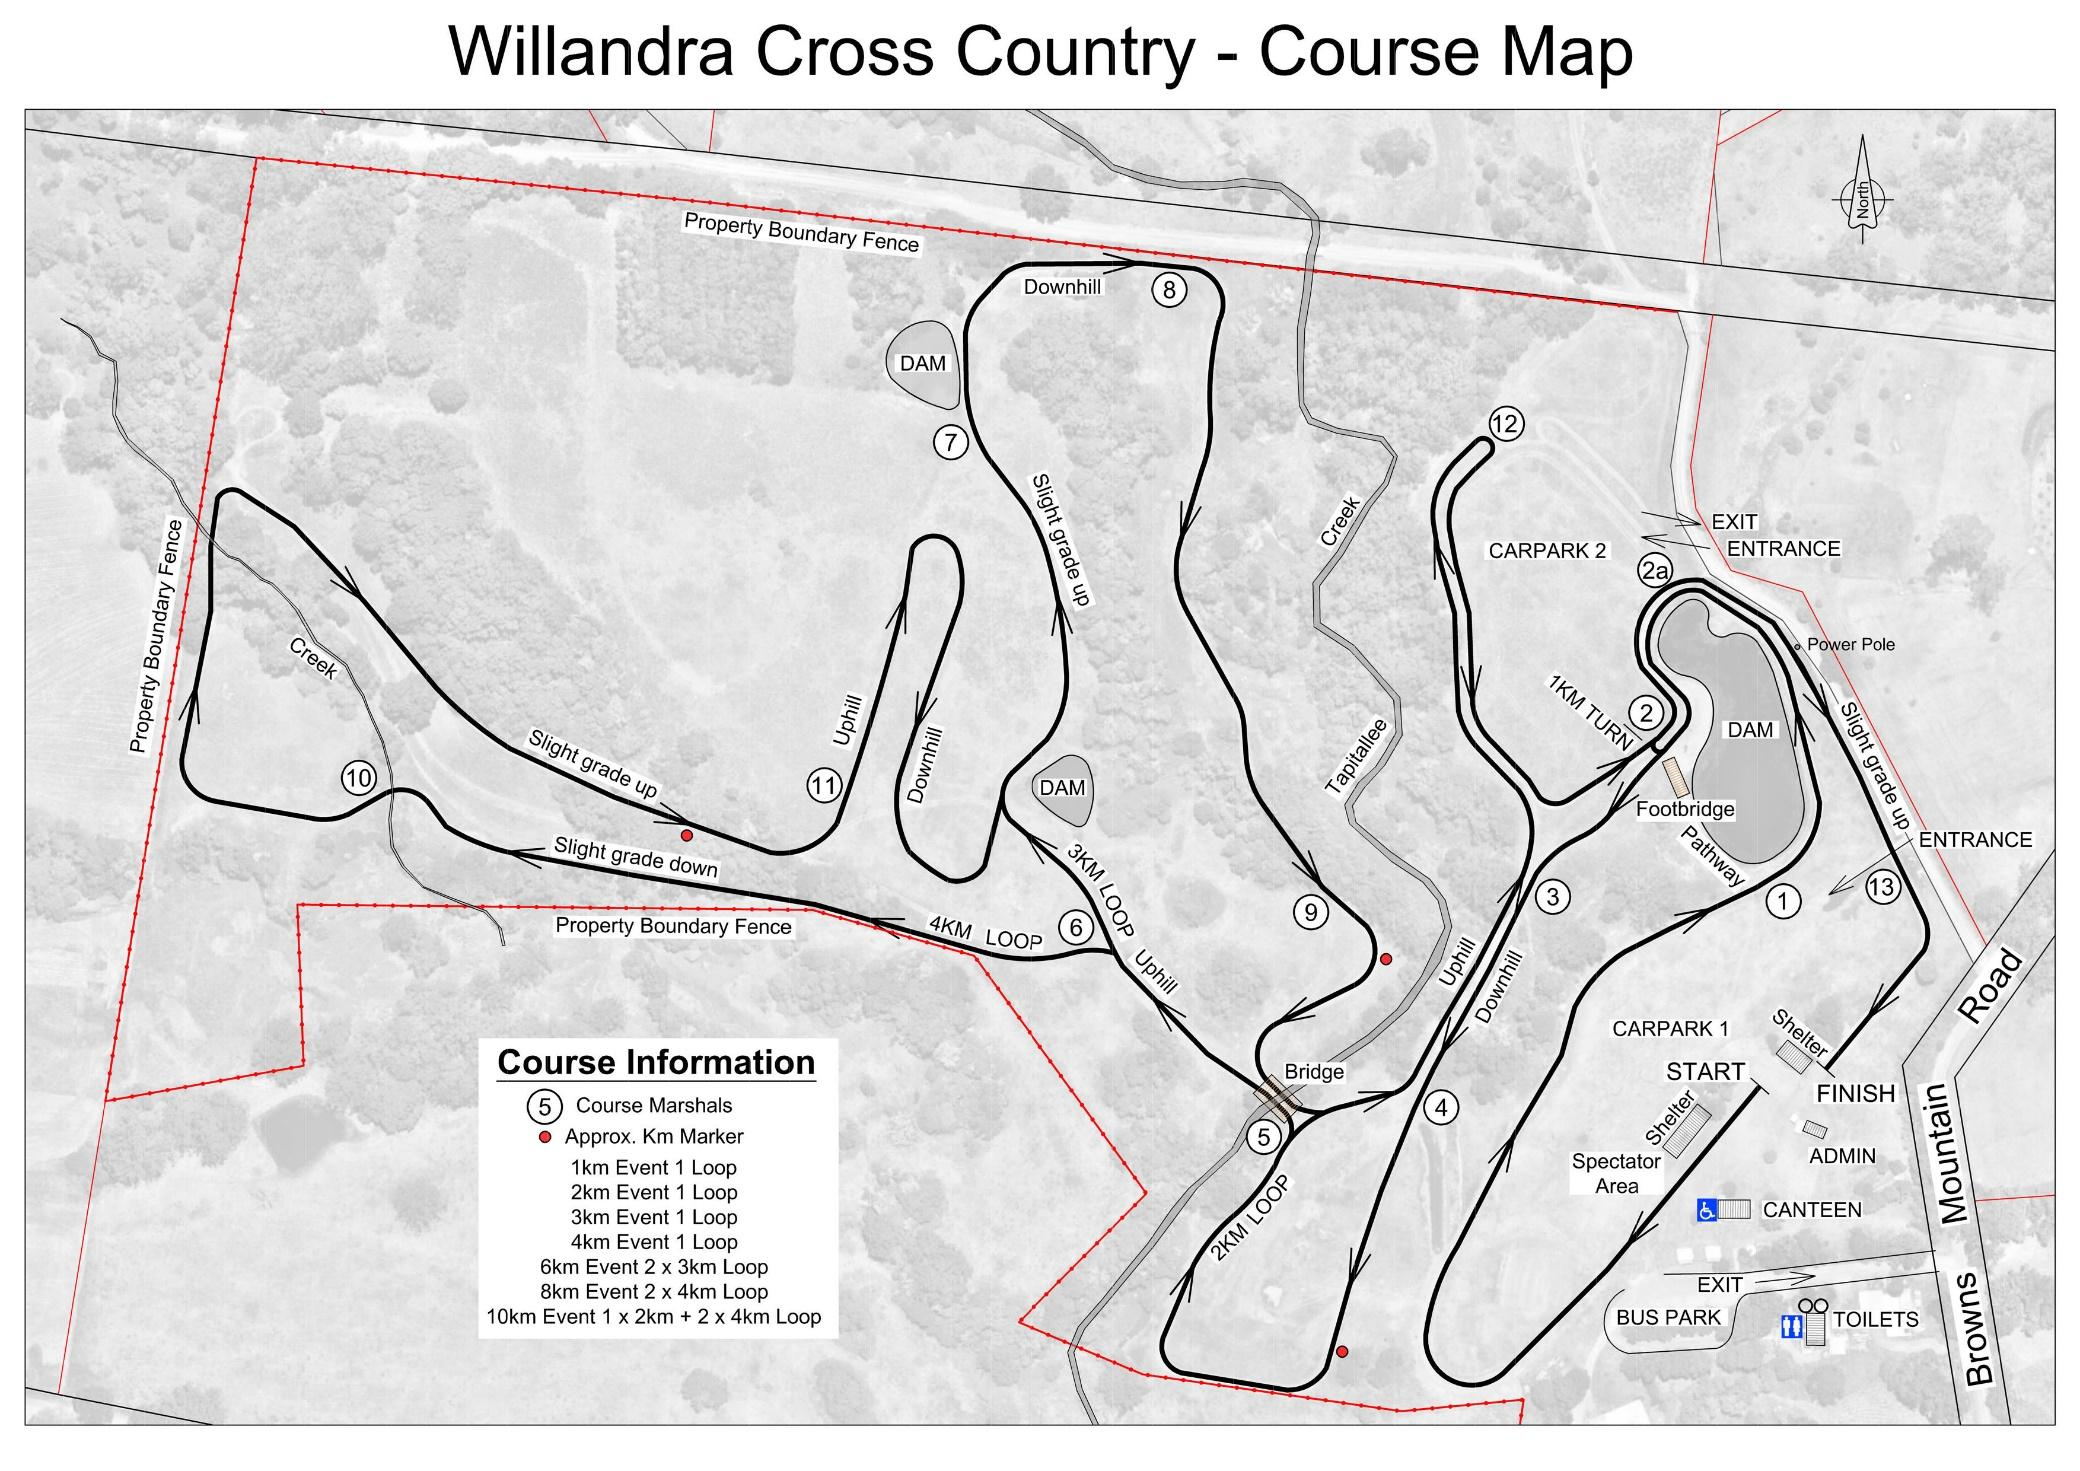 Willandra Cross Country - Course Map
Property Boundary Fence
North
Downhill
8
DAM
7
12
Slight grade up
Creek
EXIT
CARPARK 2
ENTRANCE
2a
Property Boundary Fence
Creek
Power Pole
1KM TURN
2
DAM
Slight grade up
Uphill
Slight grade up
Downhill
Tapitallee
10
11
DAM
Footbridge
Pathway
ENTRANCE
Slight grade down
3KM LOOP
13
3
1
9
Property Boundary Fence
4KM LOOP
6
Uphill
Uphill
Downhill
Road
CARPARK 1
Shelter
Bridge
START
FINISH
4
5
Shelter
ADMIN
Spectator
Area
Mountain
2KM LOOP
CANTEEN
EXIT
BUS PARK
TOILETS
Browns
Course Information
5 Course Marshals
Approx. Km Marker
1km Event 1 Loop
2km Event 1 Loop
3km Event 1 Loop
4km Event 1 Loop
6km Event 2 x 3km Loop
8km Event 2 x 4km Loop
10km Event 1 x 2km + 2 x 4km Loop